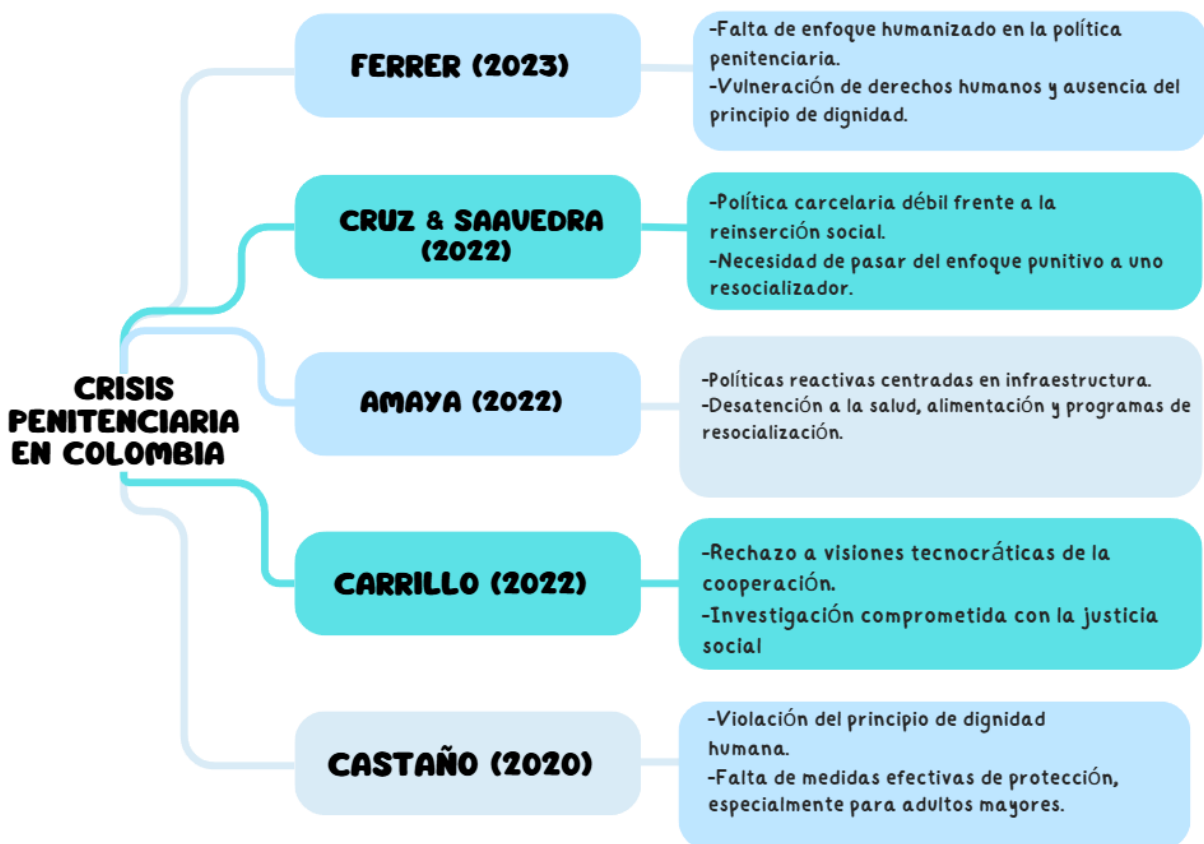 CRISIS
PENITENCIARIA
EN COLOMBIA
FERRER (2023)
-Falta de enfoque humanizado en la política
penitenciaria.
-Vulneración de derechos humanos y ausencia del
principio de dignidad.
CRUZ & SAAVEDRA
(2022)
-Política carcelaria débil frente a la
reinserción social.
-Necesidad de pasar del enfoque punitivo a uno
resocializador.
AMAYA (2022)
-Políticas reactivas centradas en infraestructura.
-Desatención a la salud, alimentación y programas de
resocialización.
CARRILLO (2022)
-Rechazo a visiones tecnocráticas de la
cooperación.
-Investigación comprometida con la justicia
social
CASTAÑO (2020)
-Violación del principio de dignidad
humana.
-Falta de medidas efectivas de protección,
especialmente para adultos mayores.